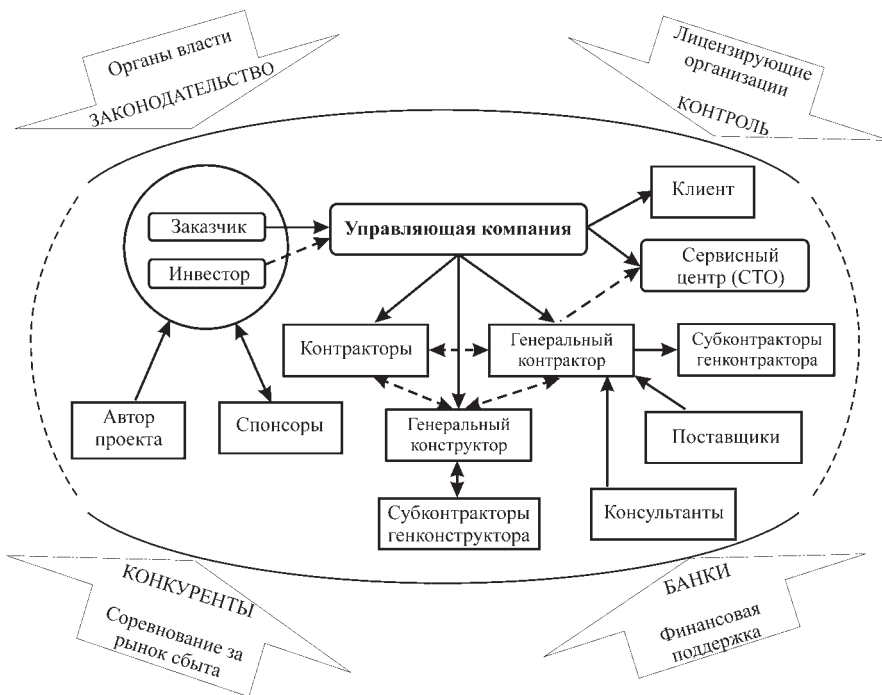 Органы власти
ЗАКОНОДАТЕЛЬСТВО
Лицензирующие
организации
КОНТРОЛЬ
Клиент
Заказчик
Управляющая компания
Инвестор
Сервисный
центр (СТО)
Контракторы
Генеральный
контрактор
Субконтракторы
генконтрактора
Автор
проекта
Спонсоры
Генеральный
конструктор
Поставщики
Субконтракторы
генконструктора
Консультанты
КОНКУРЕНТЫ
Соревнование за
рынок сбыта
БАНКИ
Финансовая
поддержка